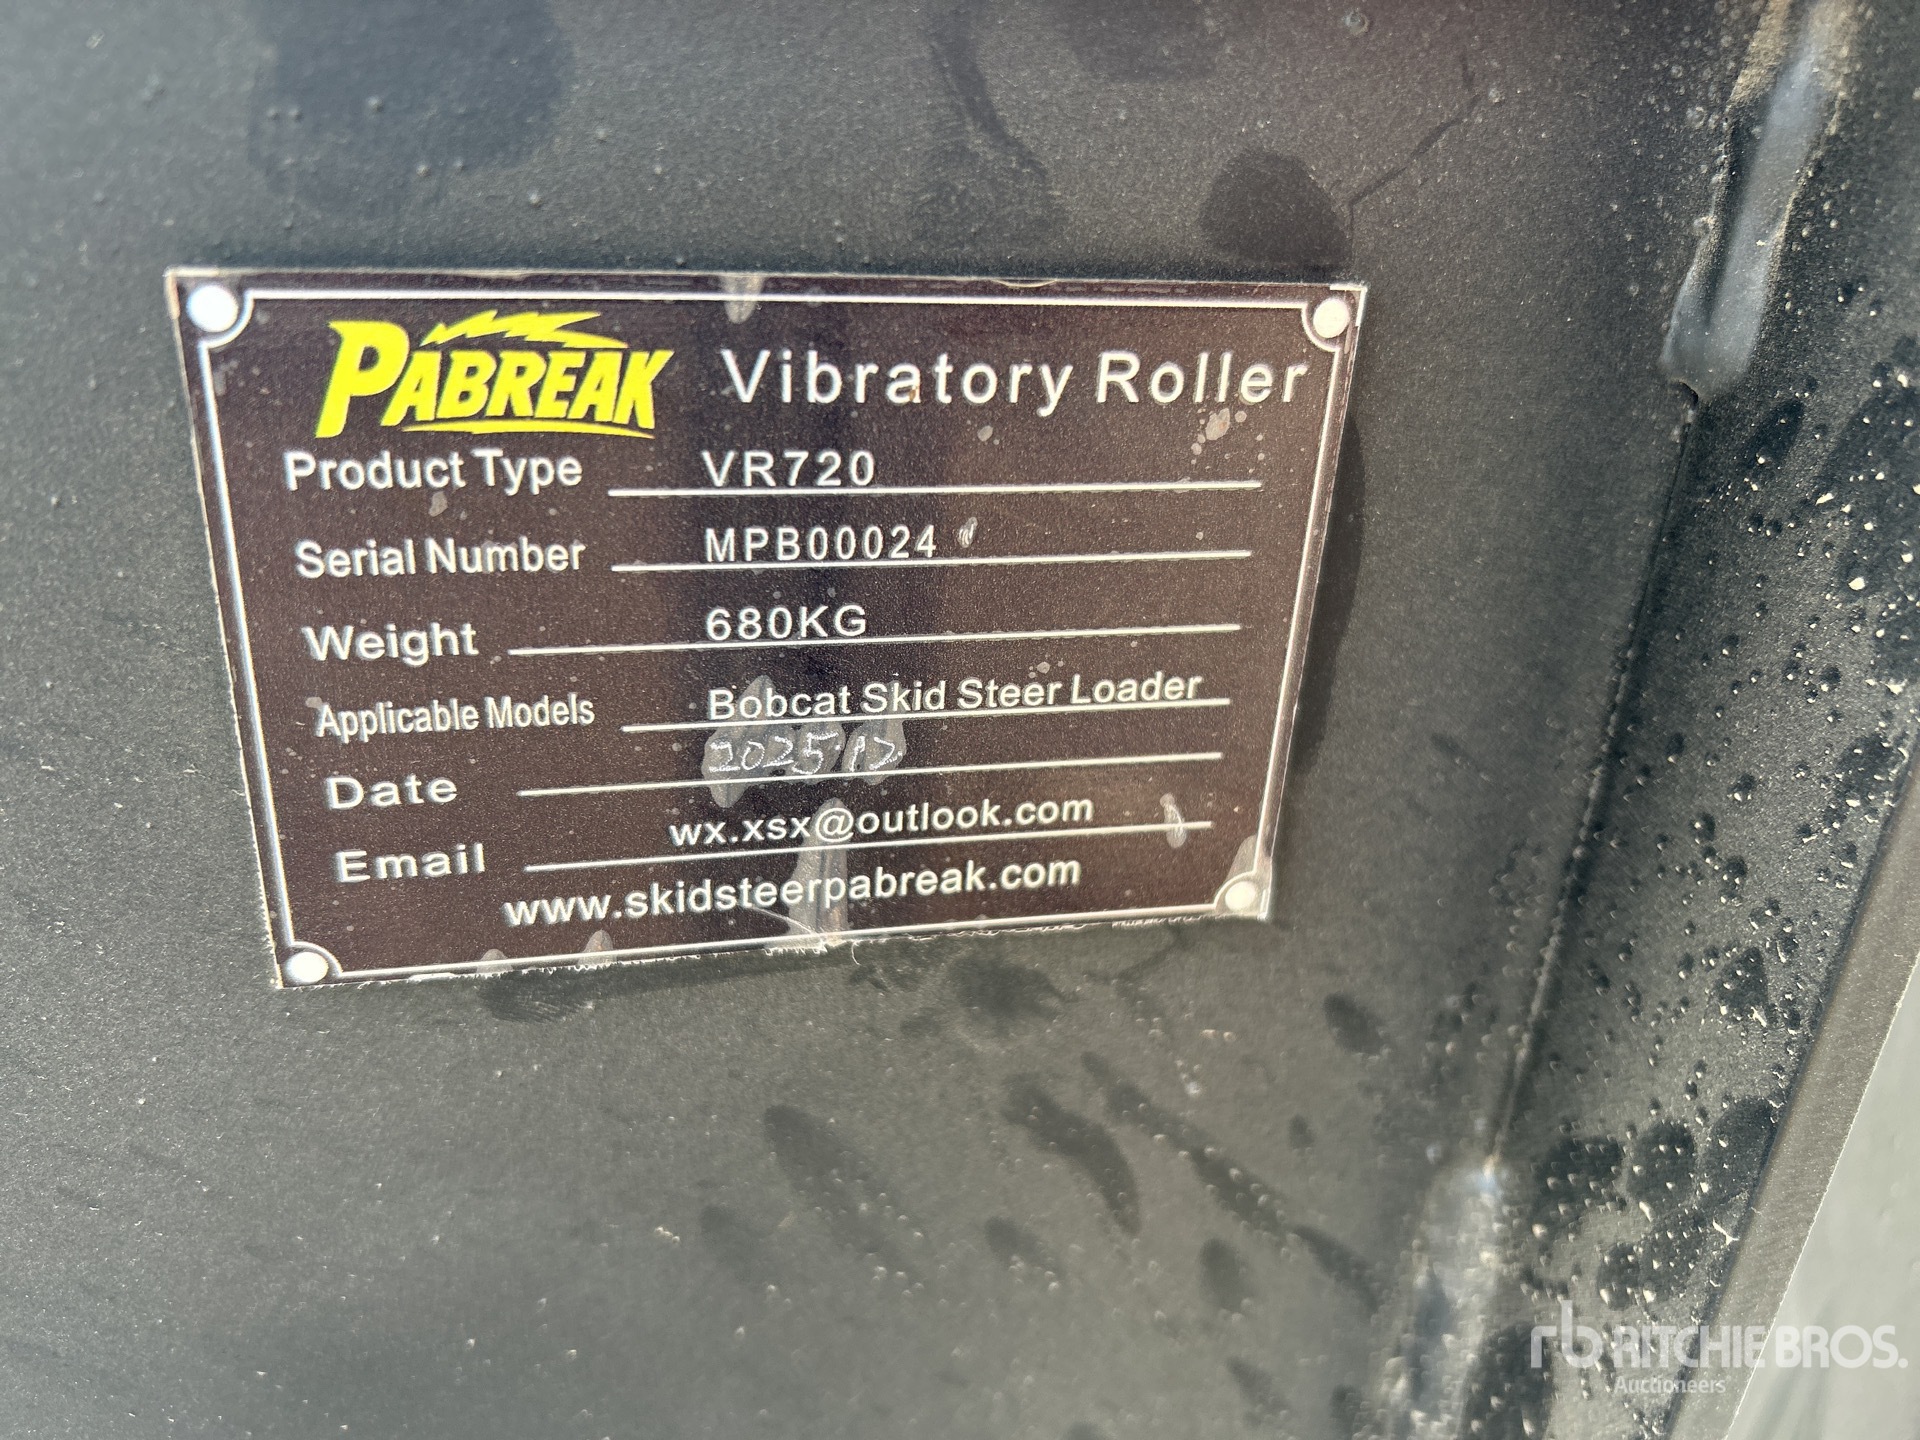 PABREAK Vibratory Roller
Product Type VR720
Serial Number MPB00024
Weight 680KG
Applicable Models Bobcat Skid Steer Loader
Date 2025.12.
Email wx.xsx@outlook.com
www.skidsteerpabreak.com
rb RITCHIE BROS.
Auctioneers